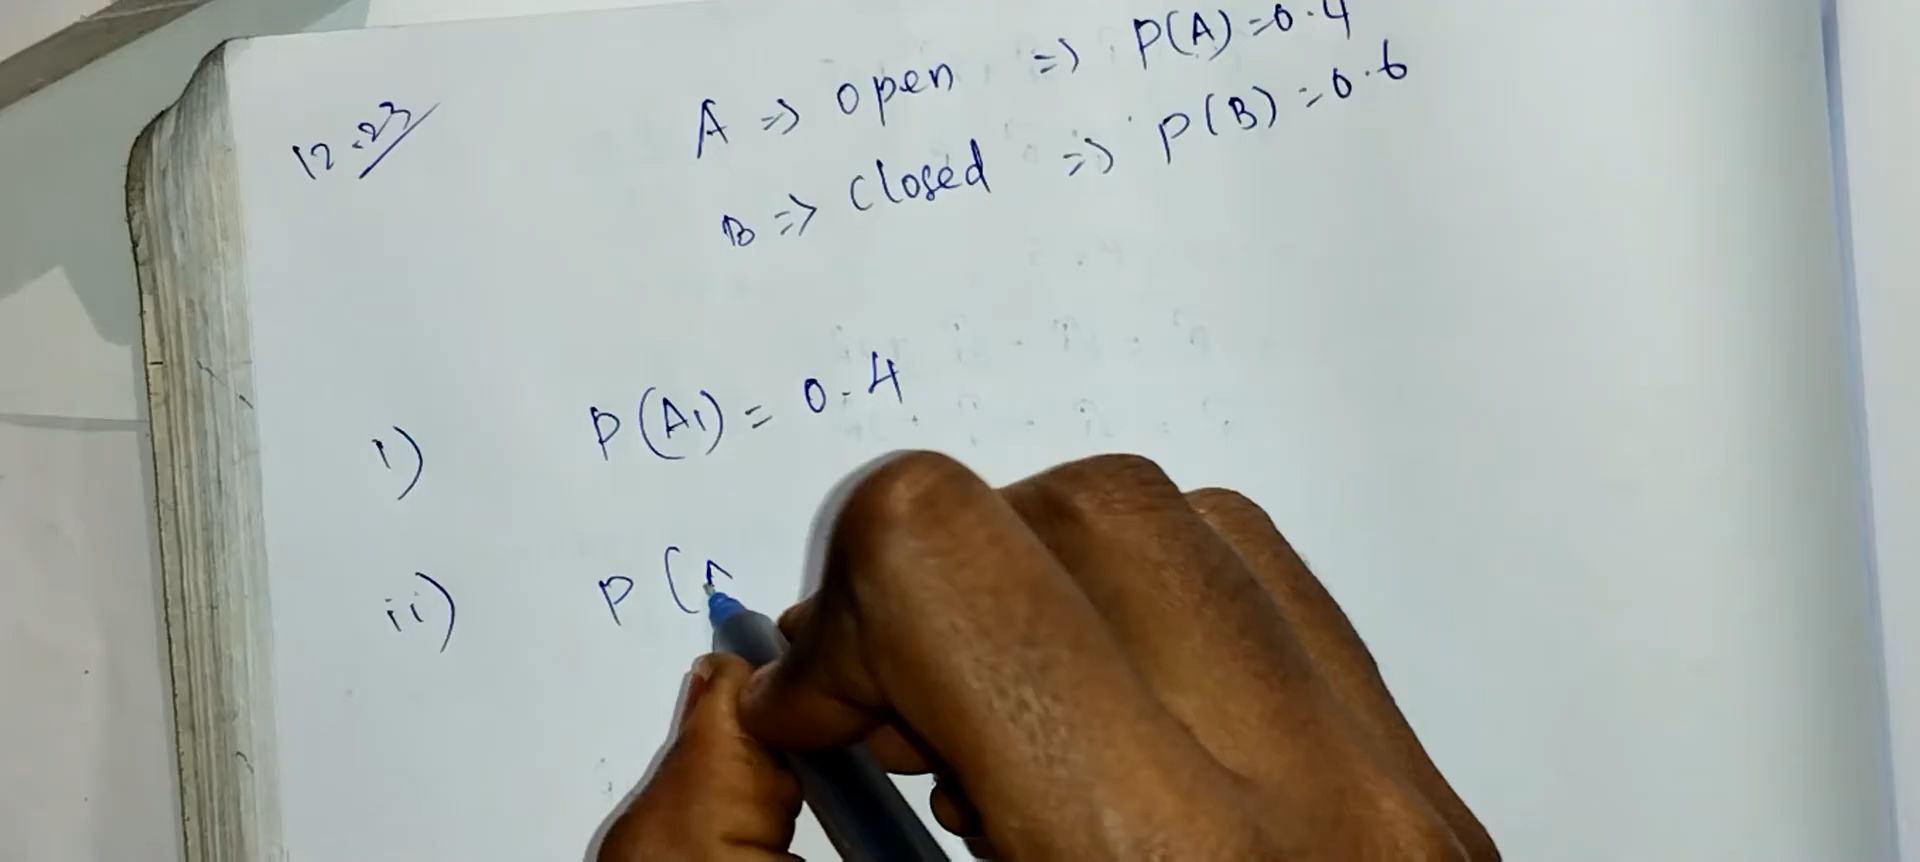 12.23
A => open => P(A) = 0.4
B => closed => P(B) = 0.6
i) P(A1) = 0.4
ii) P(A